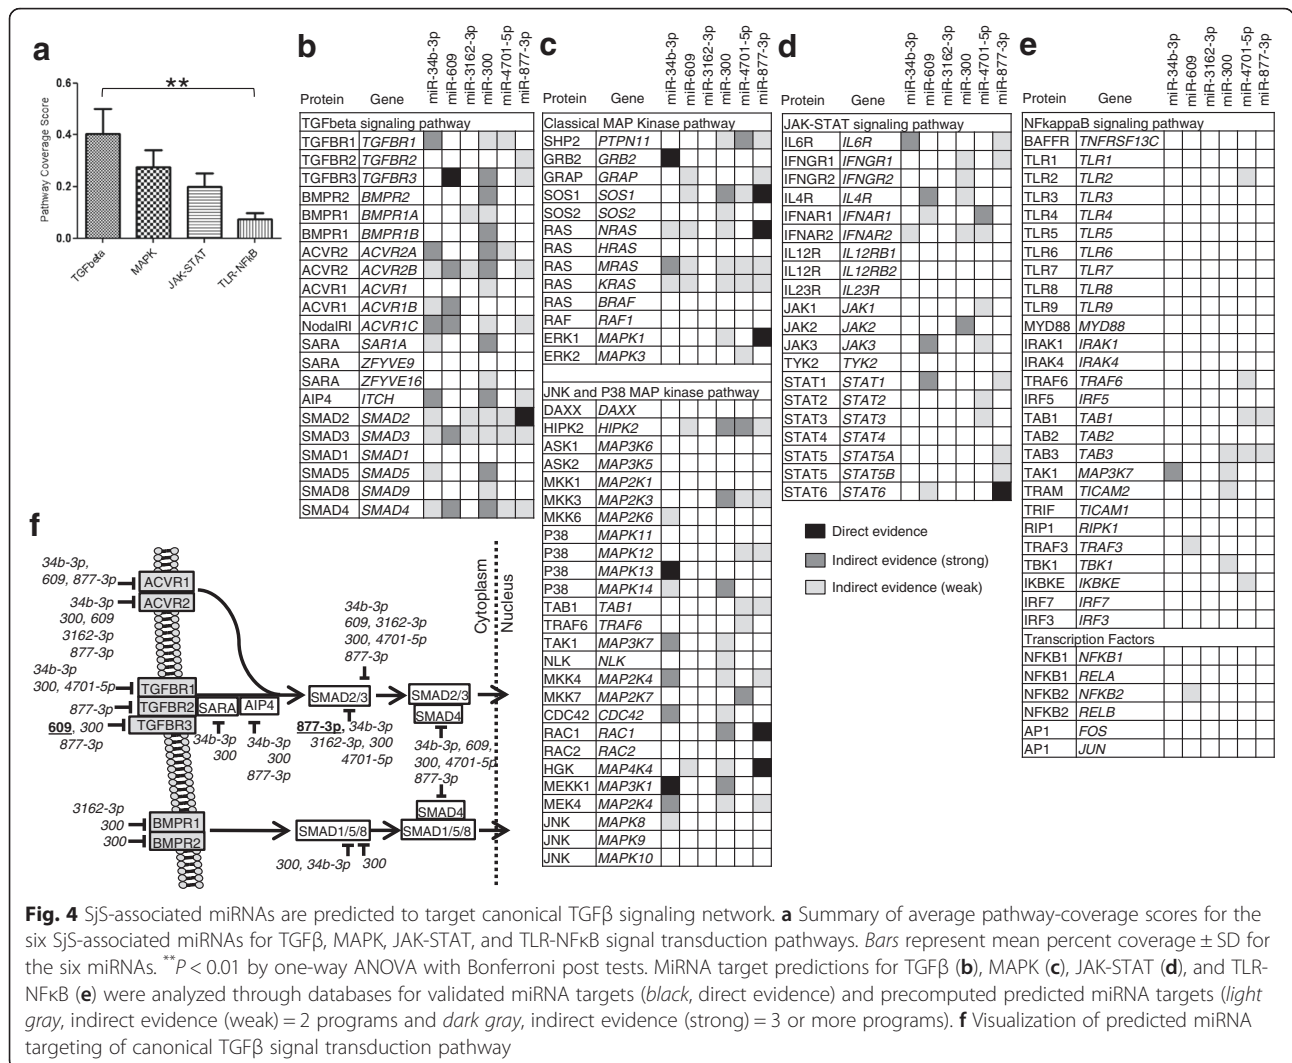 a
0.6
0.4
0.2
0.0
Pathway Coverage Score
**
TGFbeta
MAPK
JAK-STAT
TLR-NFkB
b
Protein Gene miR-34b-3p miR-609 miR-3162-3p miR-300 miR-4701-5p miR-877-3p
TGFbeta signaling pathway
TGFBR1 TGFBR1
TGFBR2 TGFBR2
TGFBR3 TGFBR3
BMPR2 BMPR2
BMPR1 BMPR1A
BMPR1 BMPR1B
ACVR2 ACVR2A
ACVR2 ACVR2B
ACVR1 ACVR1
ACVR1 ACVR1B
NodalRI ACVR1C
SARA SAR1A
SARA ZFYVE9
SARA ZFYVE16
AIP4 ITCH
SMAD2 SMAD2
SMAD3 SMAD3
SMAD1 SMAD1
SMAD5 SMAD5
SMAD8 SMAD9
SMAD4 SMAD4
c
Protein Gene miR-34b-3p miR-609 miR-3162-3p miR-300 miR-4701-5p miR-877-3p
Classical MAP Kinase pathway
SHP2 PTPN11
GRB2 GRB2
GRAP GRAP
SOS1 SOS1
SOS2 SOS2
RAS NRAS
RAS HRAS
RAS MRAS
RAS KRAS
RAS BRAF
RAF RAF1
ERK1 MAPK1
ERK2 MAPK3
JNK and P38 MAP kinase pathway
DAXX DAXX
HIPK2 HIPK2
ASK1 MAP3K6
ASK2 MAP3K5
MKK1 MAP2K1
MKK3 MAP2K3
MKK6 MAP2K6
P38 MAPK11
P38 MAPK12
P38 MAPK13
P38 MAPK14
TAB1 TAB1
TRAF6 TRAF6
TAK1 MAP3K7
NLK NLK
MKK4 MAP2K4
MKK7 MAP2K7
CDC42 CDC42
RAC1 RAC1
RAC2 RAC2
HGK MAP4K4
MEKK1 MAP3K1
MEK4 MAP2K4
JNK MAPK8
JNK MAPK9
JNK MAPK10
d
Protein Gene miR-34b-3p miR-609 miR-3162-3p miR-300 miR-4701-5p miR-877-3p
JAK-STAT signaling pathway
IL6R IL6R
IFNGR1 IFNGR1
IFNGR2 IFNGR2
IL4R IL4R
IFNAR1 IFNAR1
IFNAR2 IFNAR2
IL12R IL12RB1
IL12R IL12RB2
IL23R IL23R
JAK1 JAK1
JAK2 JAK2
JAK3 JAK3
TYK2 TYK2
STAT1 STAT1
STAT2 STAT2
STAT3 STAT3
STAT4 STAT4
STAT5 STAT5A
STAT5 STAT5B
STAT6 STAT6
Direct evidence
Indirect evidence (strong)
Indirect evidence (weak)
e
Protein Gene miR-34b-3p miR-609 miR-3162-3p miR-300 miR-4701-5p miR-877-3p
NFkappaB signaling pathway
BAFFR TNFRSF13C
TLR1 TLR1
TLR2 TLR2
TLR3 TLR3
TLR4 TLR4
TLR5 TLR5
TLR6 TLR6
TLR7 TLR7
TLR8 TLR8
TLR9 TLR9
MYD88 MYD88
IRAK1 IRAK1
IRAK4 IRAK4
TRAF6 TRAF6
IRF5 IRF5
TAB1 TAB1
TAB2 TAB2
TAB3 TAB3
TAK1 MAP3K7
TRAM TICAM2
TRIF TICAM1
RIP1 RIPK1
TRAF3 TRAF3
TBK1 TBK1
IKBKE IKBKE
IRF7 IRF7
IRF3 IRF3
Transcription Factors
NFKB1 NFKB1
NFKB1 RELA
NFKB2 NFKB2
NFKB2 RELB
AP1 FOS
AP1 JUN
f
34b-3p,
609, 877-3p
34b-3p
300, 609
3162-3p
877-3p
ACVR1
ACVR2
34b-3p
300, 4701-5p
877-3p
609, 300
877-3p
TGFBR1
TGFBR2
TGFBR3
SARA
AIP4
34b-3p
300
34b-3p
300
877-3p
34b-3p
609, 3162-3p
300, 4701-5p
877-3p
SMAD2/3
877-3p, 34b-3p
3162-3p, 300
4701-5p
SMAD2/3
SMAD4
34b-3p, 609,
300, 4701-5p
877-3p
Cytoplasm
Nucleus
3162-3p
300
300
BMPR1
BMPR2
SMAD1/5/8
300, 34b-3p
300
SMAD4
SMAD1/5/8
Fig. 4 SjS-associated miRNAs are predicted to target canonical TGFβ signaling network. a Summary of average pathway-coverage scores for the
six SjS-associated miRNAs for TGFβ, MAPK, JAK-STAT, and TLR-NFκB signal transduction pathways. Bars represent mean percent coverage ± SD for
the six miRNAs. **P < 0.01 by one-way ANOVA with Bonferroni post tests. MiRNA target predictions for TGFβ (b), MAPK (c), JAK-STAT (d), and TLR-
NFκB (e) were analyzed through databases for validated miRNA targets (black, direct evidence) and precomputed predicted miRNA targets (light
gray, indirect evidence (weak) = 2 programs and dark gray, indirect evidence (strong) = 3 or more programs). f Visualization of predicted miRNA
targeting of canonical TGFβ signal transduction pathway